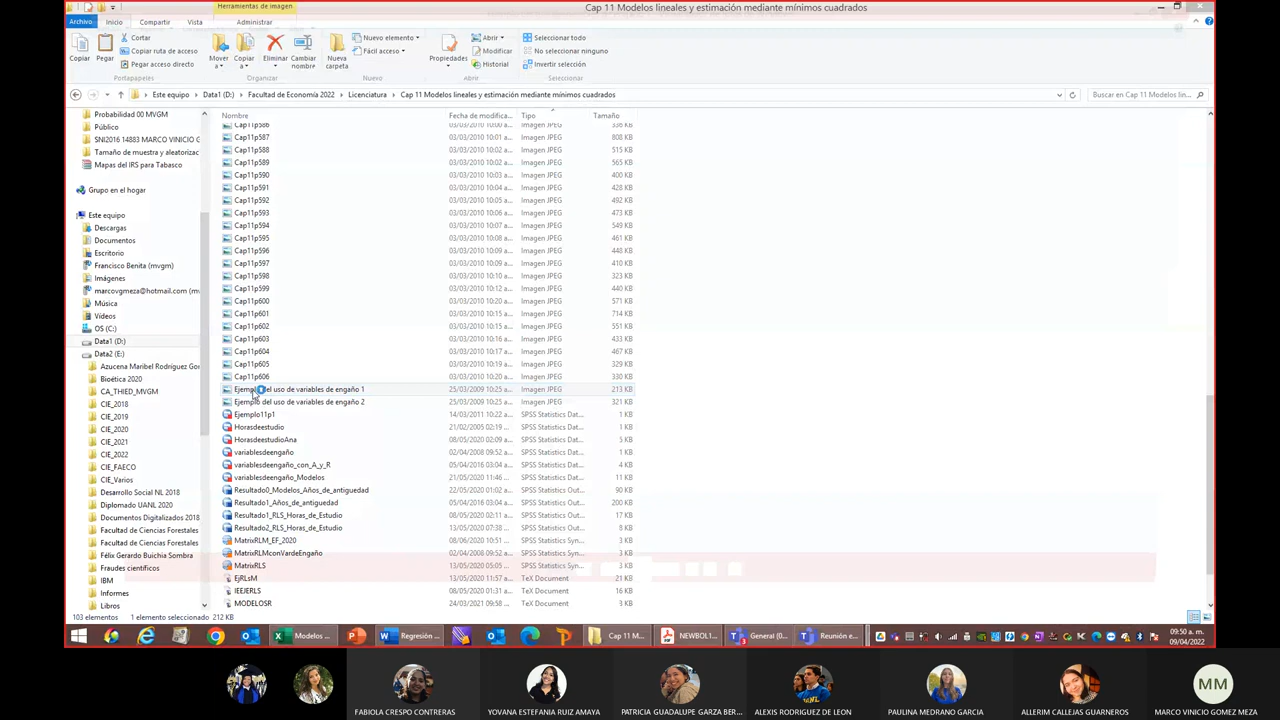 Herramientas de imagen
Cap 11 Modelos lineales y estimación mediante mínimos cuadrados
Archivo Inicio Compartir Vista Administrar
Copiar Pegar
Cortar
Copiar ruta de acceso
Pegar acceso directo
Mover a Copiar a Eliminar Cambiar nombre
Nueva carpeta
Nuevo elemento
Fácil acceso
Propiedades
Abrir
Modificar
Historial
Seleccionar todo
No seleccionar ninguno
Invertir selección
Portapapeles Organizar Nuevo Abrir Seleccionar
Este equipo Data1 (D:) Facultad de Economía 2022 Licenciatura Cap 11 Modelos lineales y estimación mediante mínimos cuadrados
Buscar en Cap 11 Modelos lin...
Probabilidad 00 MVGM
Público
SNI2016 14883 MARCO VINICIO G
Tamaño de muestra y aleatorizac
Mapas del IRS para Tabasco
Grupo en el hogar
Este equipo
Descargas
Documentos
Escritorio
Francisco Benita (mvgm)
Imágenes
marcovgmeza@hotmail.com (mv
Música
Vídeos
OS (C:)
Data1 (D:)
Data2 (E:)
Azucena Maribel Rodríguez Gor
Bioética 2020
CA_THIED_MVGM
CIE_2018
CIE_2019
CIE_2020
CIE_2021
CIE_2022
CIE_FAECO
CIE_Varios
Desarrollo Social NL 2018
Diplomado UANL 2020
Documentos Digitalizados 2018
Facultad de Ciencias Forestales
Facultad de Ciencias Forestales
Félix Gerardo Buichia Sombra
Fraudes científicos
IBM
Informes
Libros
Nombre Fecha de modifica... Tipo Tamaño
Cap11p586 03/03/2010 10:00 a... Imagen JPEG 336 KB
Cap11p587 03/03/2010 10:01 a... Imagen JPEG 808 KB
Cap11p588 03/03/2010 10:02 a... Imagen JPEG 515 KB
Cap11p589 03/03/2010 10:02 a... Imagen JPEG 565 KB
Cap11p590 03/03/2010 10:03 a... Imagen JPEG 400 KB
Cap11p591 03/03/2010 10:04 a... Imagen JPEG 428 KB
Cap11p592 03/03/2010 10:05 a... Imagen JPEG 492 KB
Cap11p593 03/03/2010 10:06 a... Imagen JPEG 473 KB
Cap11p594 03/03/2010 10:07 a... Imagen JPEG 549 KB
Cap11p595 03/03/2010 10:08 a... Imagen JPEG 461 KB
Cap11p596 03/03/2010 10:09 a... Imagen JPEG 448 KB
Cap11p597 03/03/2010 10:09 a... Imagen JPEG 410 KB
Cap11p598 03/03/2010 10:09 a... Imagen JPEG 323 KB
Cap11p599 03/03/2010 10:12 a... Imagen JPEG 440 KB
Cap11p600 03/03/2010 10:15 a... Imagen JPEG 571 KB
Cap11p601 03/03/2010 10:15 a... Imagen JPEG 714 KB
Cap11p602 03/03/2010 10:15 a... Imagen JPEG 551 KB
Cap11p603 03/03/2010 10:16 a... Imagen JPEG 433 KB
Cap11p604 03/03/2010 10:17 a... Imagen JPEG 467 KB
Cap11p605 03/03/2010 10:19 a... Imagen JPEG 329 KB
Cap11p606 03/03/2010 10:20 a... Imagen JPEG 463 KB
Ejemplo del uso de variables de engaño 1 25/03/2009 10:25 a... Imagen JPEG 213 KB
Ejemplo del uso de variables de engaño 2 25/03/2009 10:25 a... Imagen JPEG 321 KB
Ejemplo11p1 14/03/2011 10:22 a... SPSS Statistics Dat... 1 KB
Horasdeestudio 21/02/2005 02:19 ... SPSS Statistics Dat... 1 KB
HorasdeestudioAna 08/05/2020 02:09 a... SPSS Statistics Dat... 5 KB
variablesdeengaño 02/04/2008 09:52 a... SPSS Statistics Dat... 1 KB
variablesdeengaño_con_A_y_R 05/04/2016 03:04 a... SPSS Statistics Dat... 4 KB
variablesdeengaño_Modelos 21/05/2020 11:46 ... SPSS Statistics Dat... 11 KB
Resultado0_Modelos_Años_de_antiguedad 22/05/2020 01:02 a... SPSS Statistics Out... 90 KB
Resultado1_Años_de_antiguedad 05/04/2016 03:04 a... SPSS Statistics Out... 200 KB
Resultado1_RLS_Horas_de_Estudio 08/05/2020 02:11 a... SPSS Statistics Out... 17 KB
Resultado2_RLS_Horas_de_Estudio 13/05/2020 07:38 ... SPSS Statistics Out... 8 KB
MatrixRLM_EF_2020 08/06/2020 10:19 a... SPSS Statistics Syn... 3 KB
MatrixRLMconVardeEngaño 02/04/2008 09:52 a... SPSS Statistics Syn... 3 KB
MatrixRLS 13/05/2020 05:05 ... SPSS Statistics Syn... 3 KB
EjRLsM 13/05/2020 11:57 a... TeX Document 21 KB
IEEJERLS 08/05/2020 01:31 a... TeX Document 16 KB
MODELOSR 24/03/2021 09:58 ... TeX Document 3 KB
103 elementos 1 elemento seleccionado 212 KB
Modelos ... Regresión ... Cap 11 M... NEWBOL1... General (0... Reunión e...
09:50 a. m.
09/04/2022
FABIOLA CRESPO CONTRERAS
YOVANA ESTEFANIA RUIZ AMAYA
PATRICIA GUADALUPE GARZA BER...
ALEXIS RODRIGUEZ DE LEON
PAULINA MEDRANO GARCIA
ALLERIM CALLEJAS GUARNEROS
MM
MARCO VINICIO GOMEZ MEZA